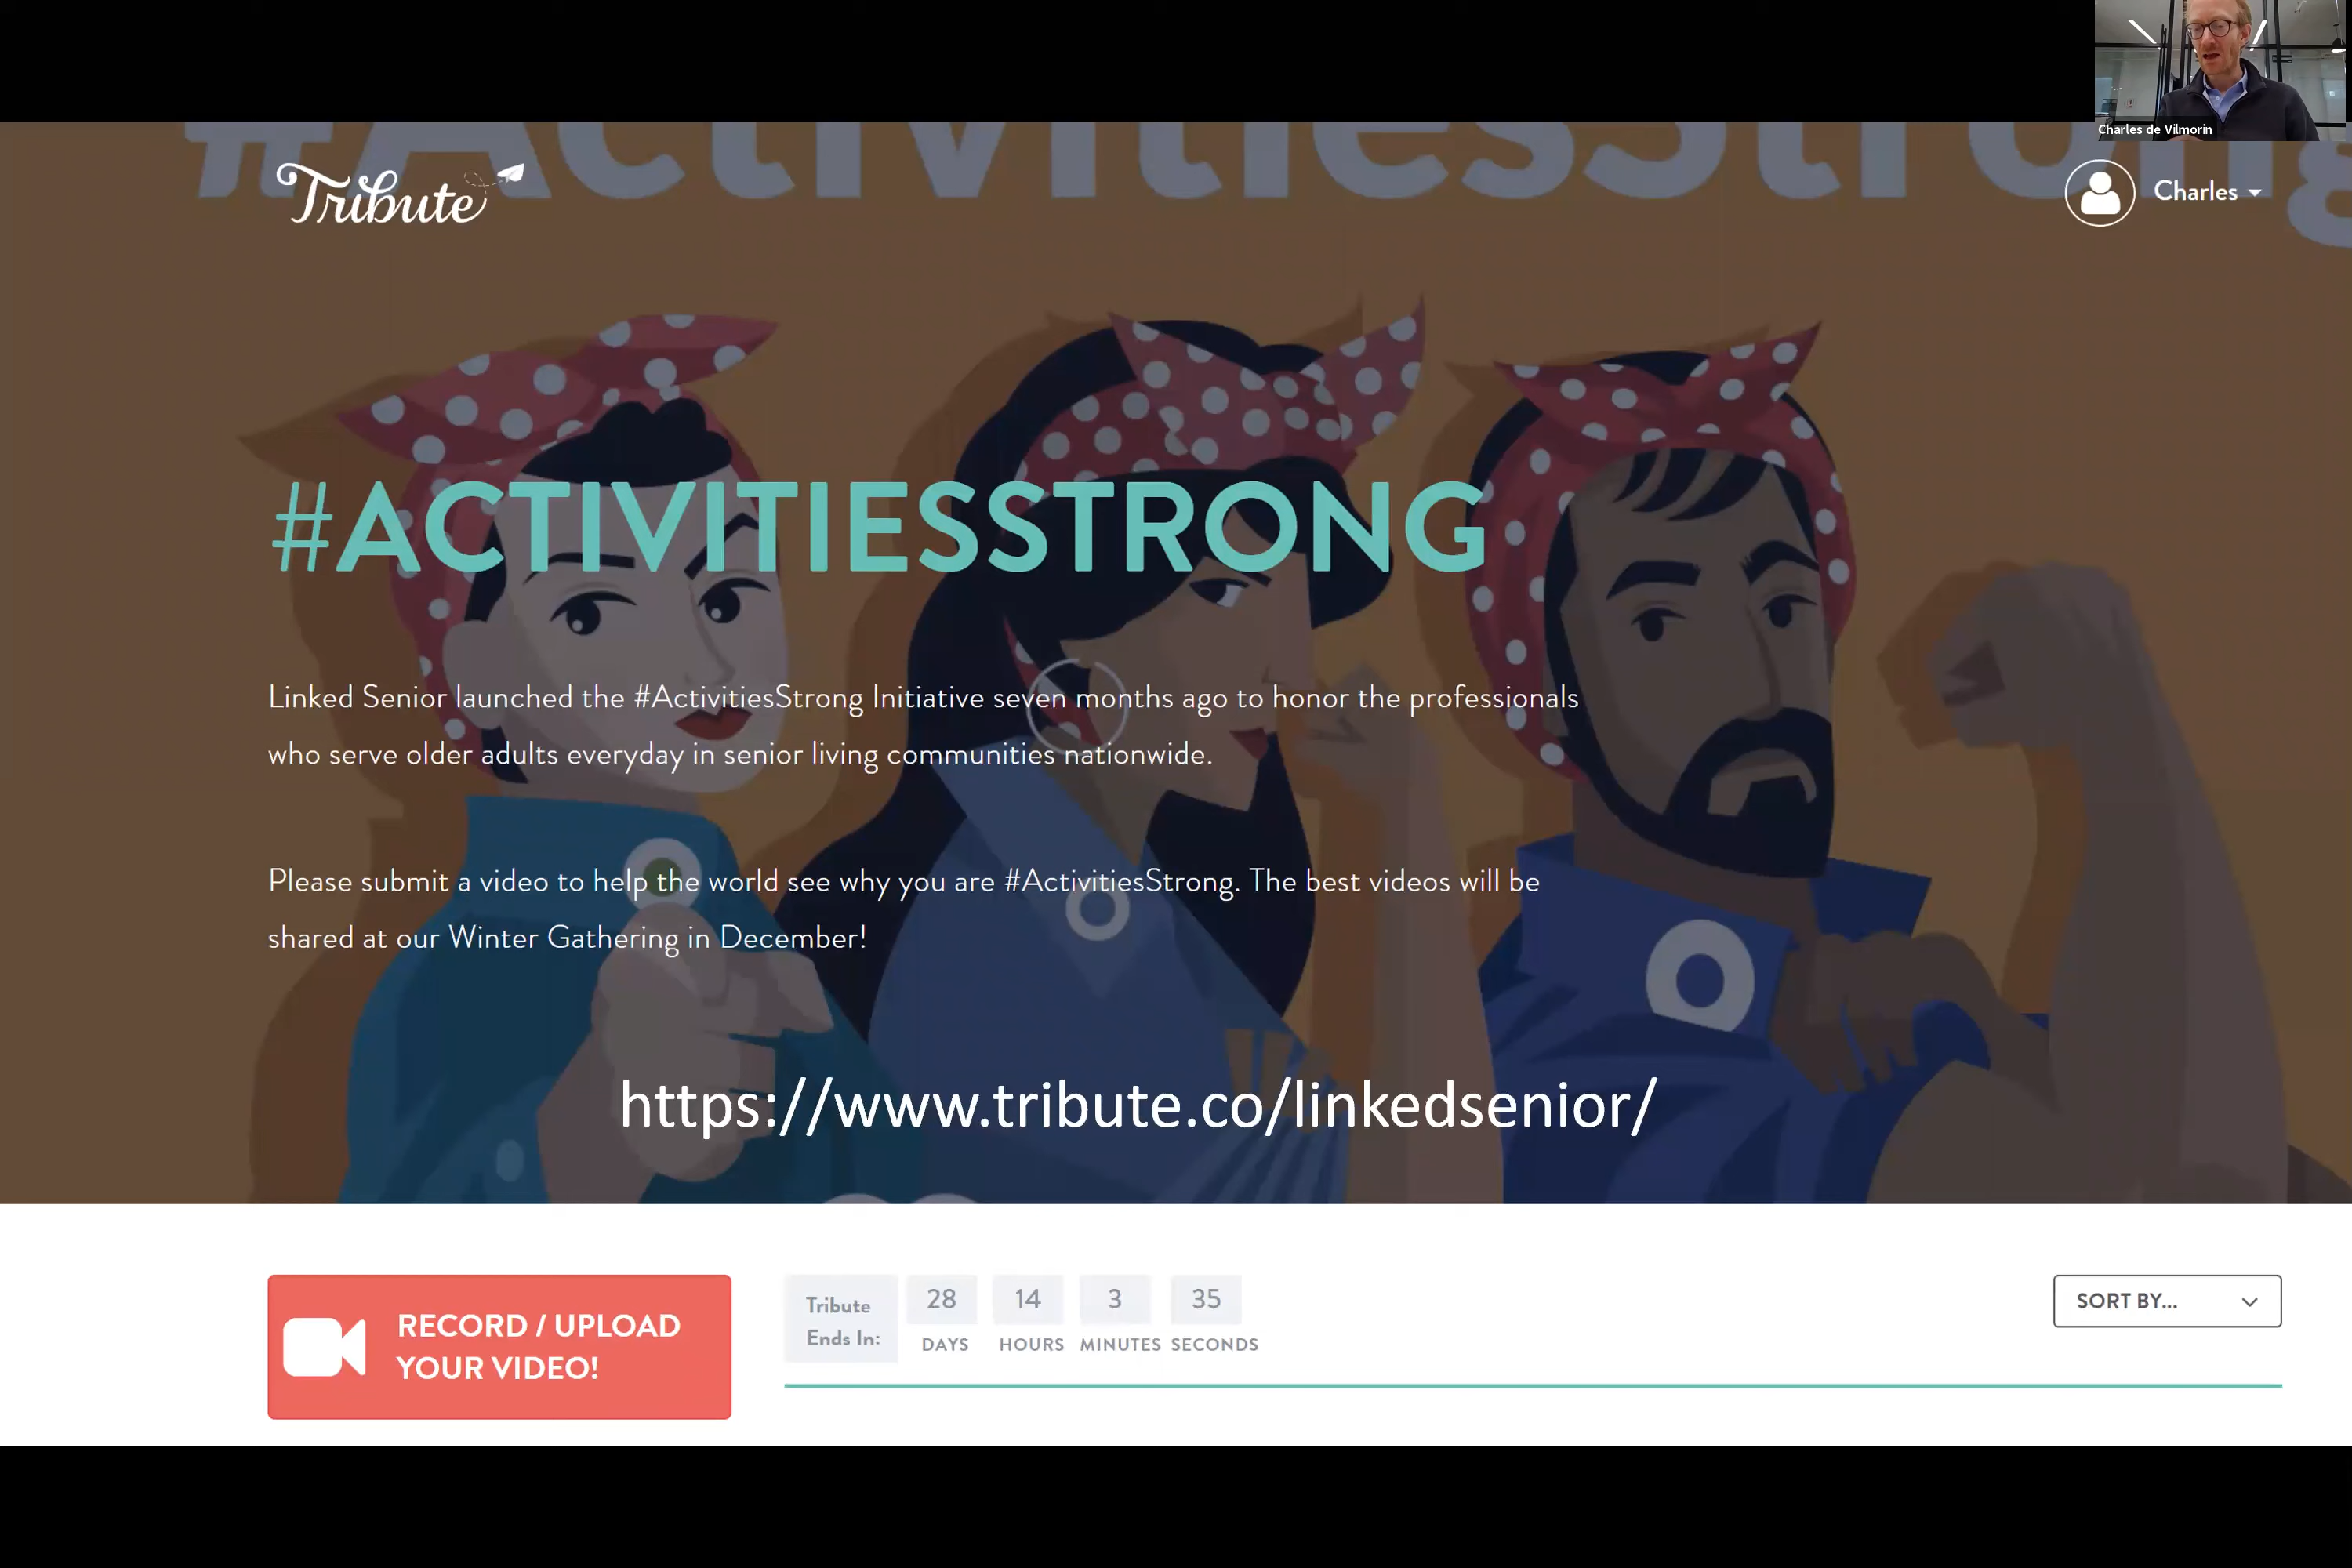 #ActivitiesStrong
Charles de Vilmorin
Tribute
Charles
#ACTIVITIESSTRONG
Linked Senior launched the #ActivitiesStrong Initiative seven months ago to honor the professionals
who serve older adults everyday in senior living communities nationwide.
Please submit a video to help the world see why you are #ActivitiesStrong. The best videos will be
shared at our Winter Gathering in December!
https://www.tribute.co/linkedsenior/
RECORD / UPLOAD
YOUR VIDEO!
Tribute
Ends In:
28 14 3 35
DAYS HOURS MINUTES SECONDS
SORT BY...